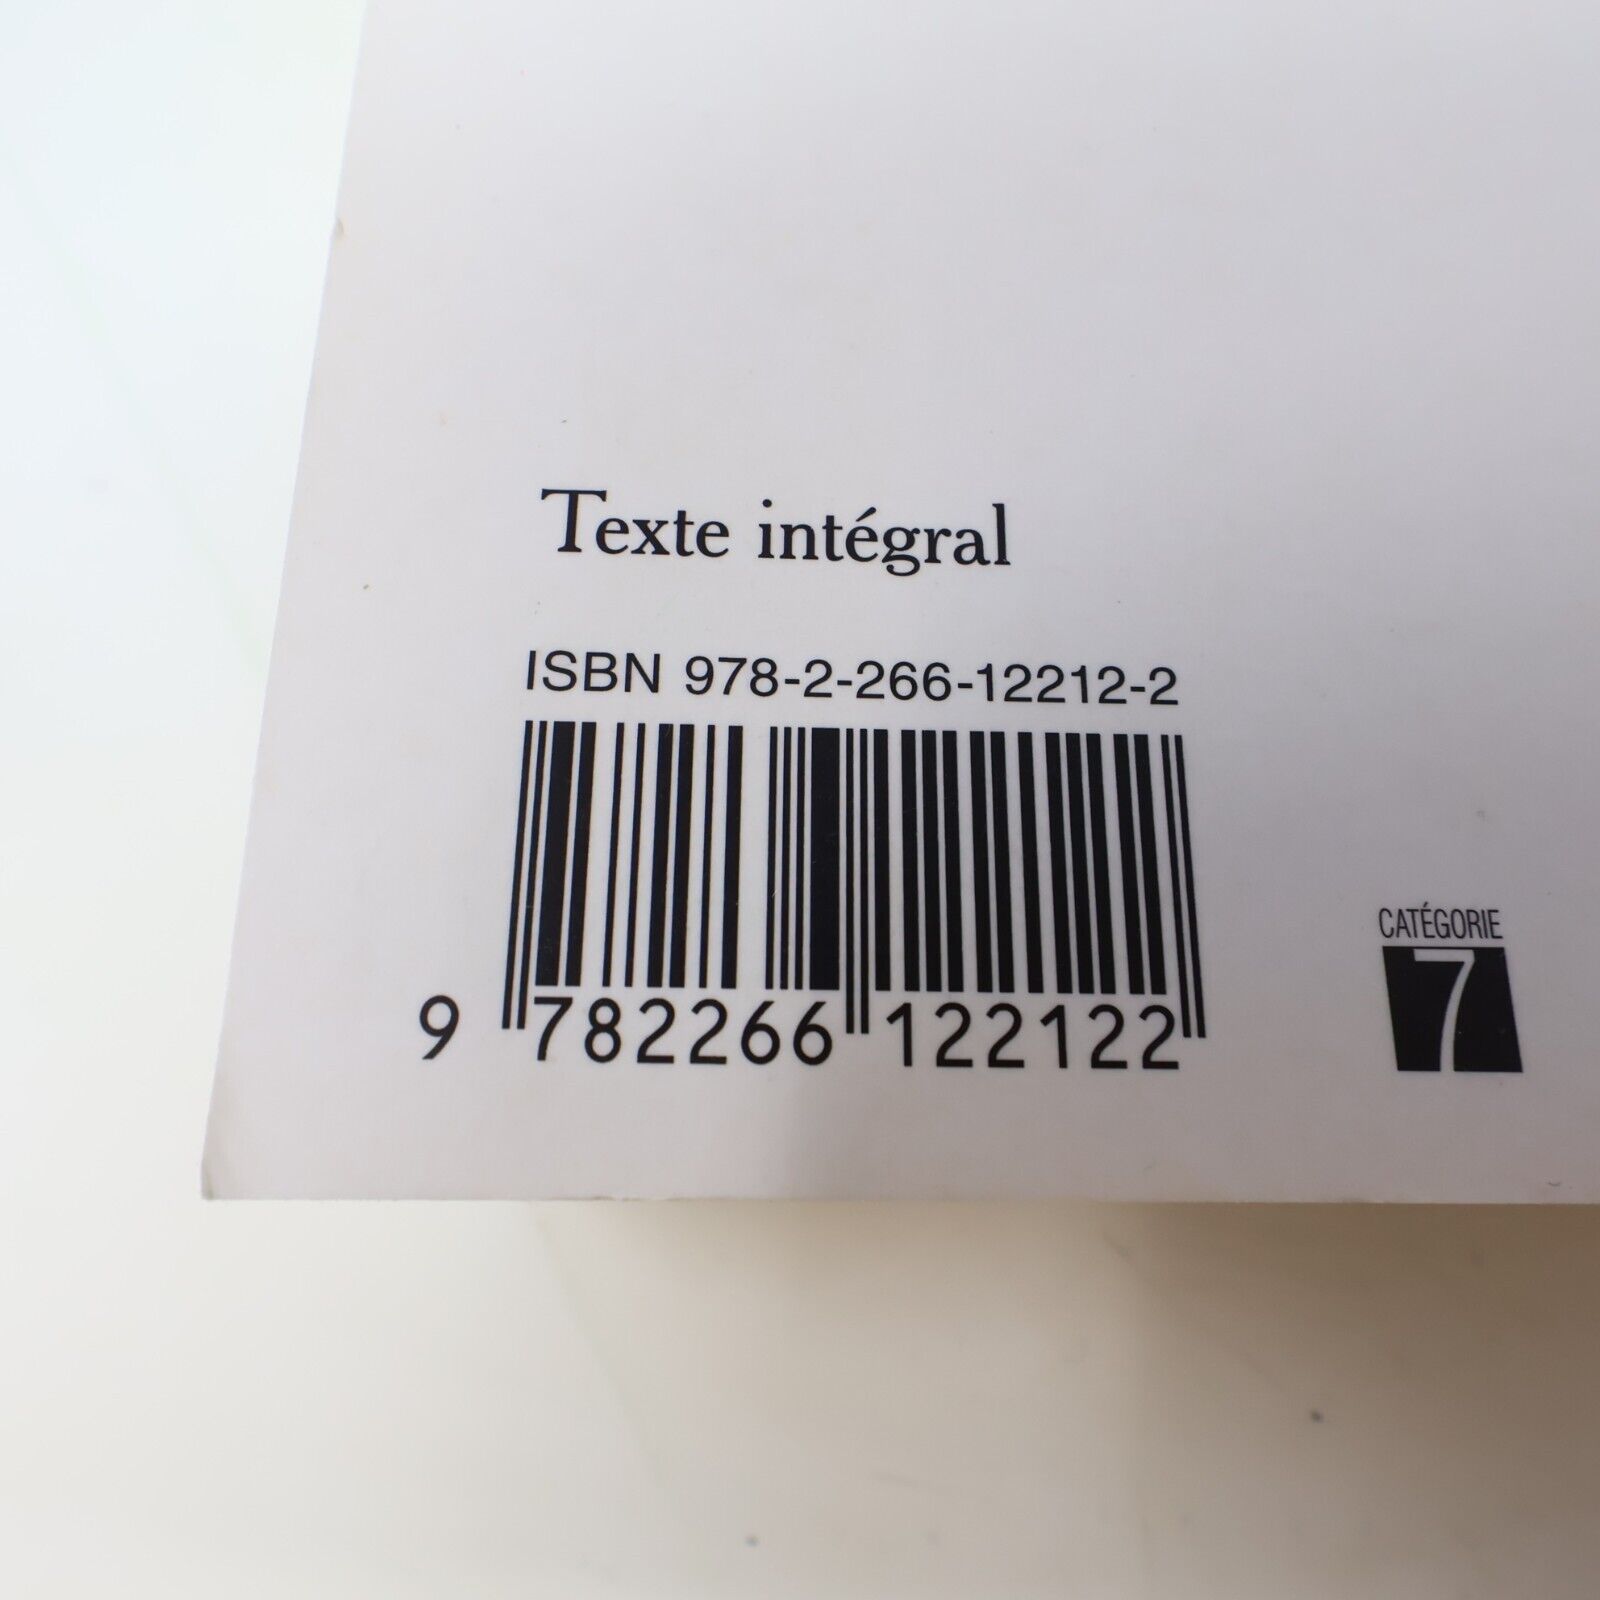 Texte intégral
ISBN 978-2-266-12212-2
9 782266 122122
CATÉGORIE
7